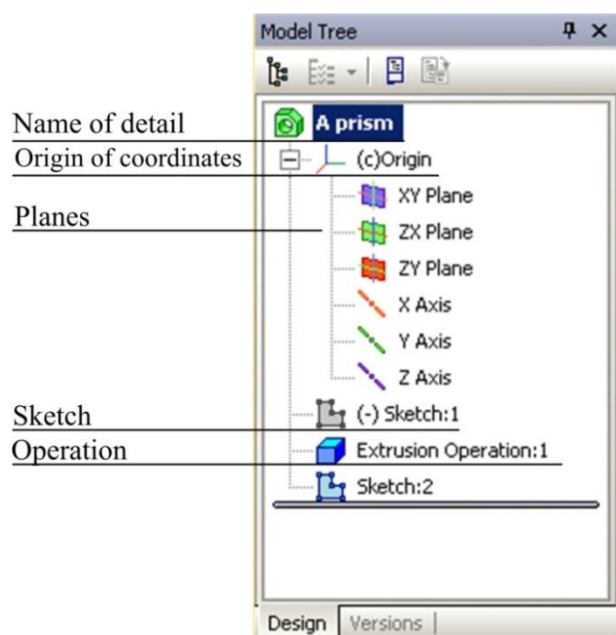 Model Tree
Name of detail
A prism
Origin of coordinates
(c)Origin
Planes
XY Plane
ZX Plane
ZY Plane
X Axis
Y Axis
Z Axis
Sketch
(-) Sketch:1
Operation
Extrusion Operation:1
Sketch:2
Design
Versions